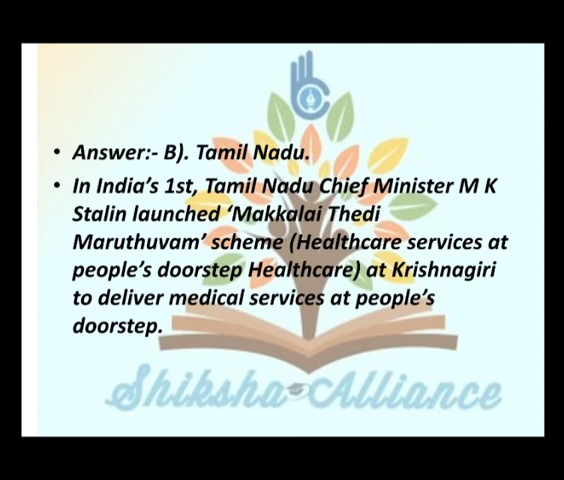 • Answer:- B). Tamil Nadu.
• In India's 1st, Tamil Nadu Chief Minister M K
Stalin launched ‘Makkalai Thedi
Maruthuvam’ scheme (Healthcare services at
people's doorstep Healthcare) at Krishnagiri
to deliver medical services at people's
doorstep.
Shiksha Alliance